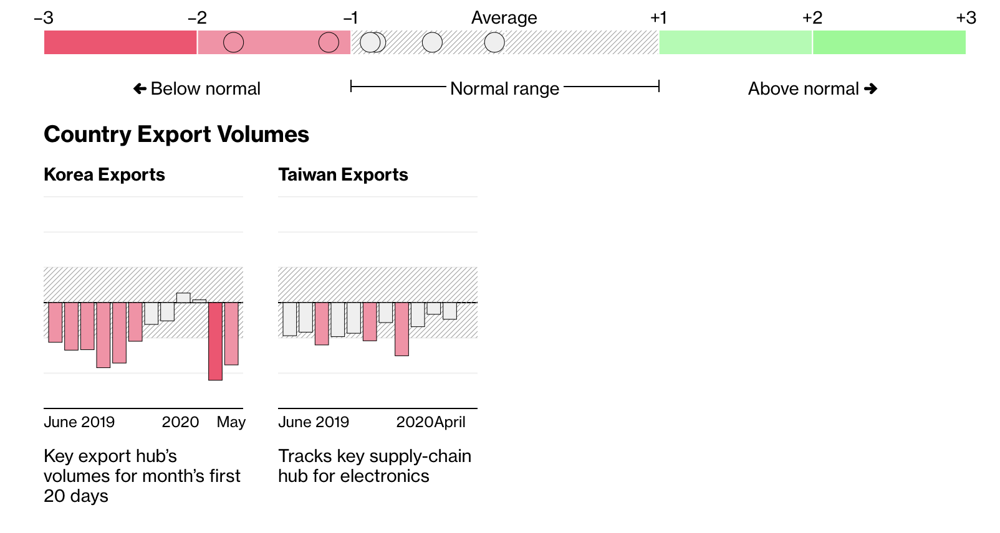 –3 –2 –1 Average +1 +2 +3
← Below normal Normal range Above normal →
Country Export Volumes
Korea Exports Taiwan Exports
June 2019 2020 May June 2019 2020 April
Key export hub’s
volumes for month’s first
20 days
Tracks key supply-chain
hub for electronics